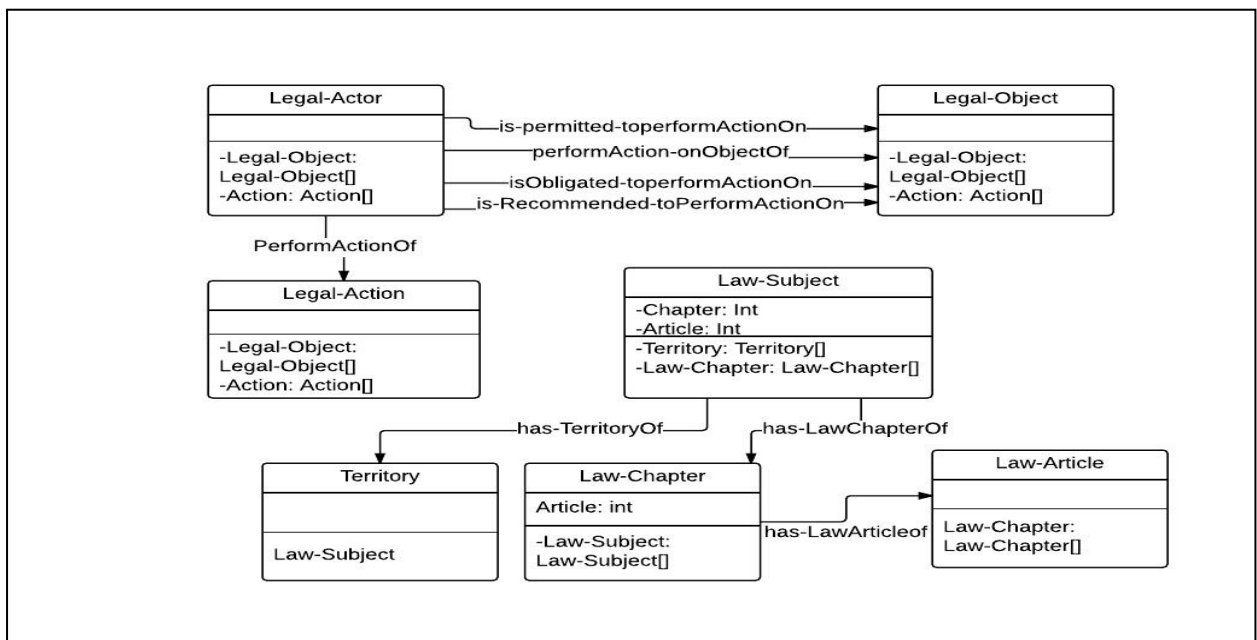 Legal-Actor
-Legal-Object:
Legal-Object[]
-Action: Action[]
is-permitted-toperformActionOn
performAction-onObjectOf
isObligated-toperformActionOn
is-Recommended-toPerformActionOn
Legal-Object
-Legal-Object:
Legal-Object[]
-Action: Action[]
PerformActionOf
Legal-Action
-Legal-Object:
Legal-Object[]
-Action: Action[]
Law-Subject
-Chapter: Int
-Article: Int
-Territory: Territory[]
-Law-Chapter: Law-Chapter[]
has-TerritoryOf
has-LawChapterOf
Territory
Law-Subject
Law-Chapter
Article: int
-Law-Subject:
Law-Subject[]
has-LawArticleof
Law-Article
Law-Chapter:
Law-Chapter[]